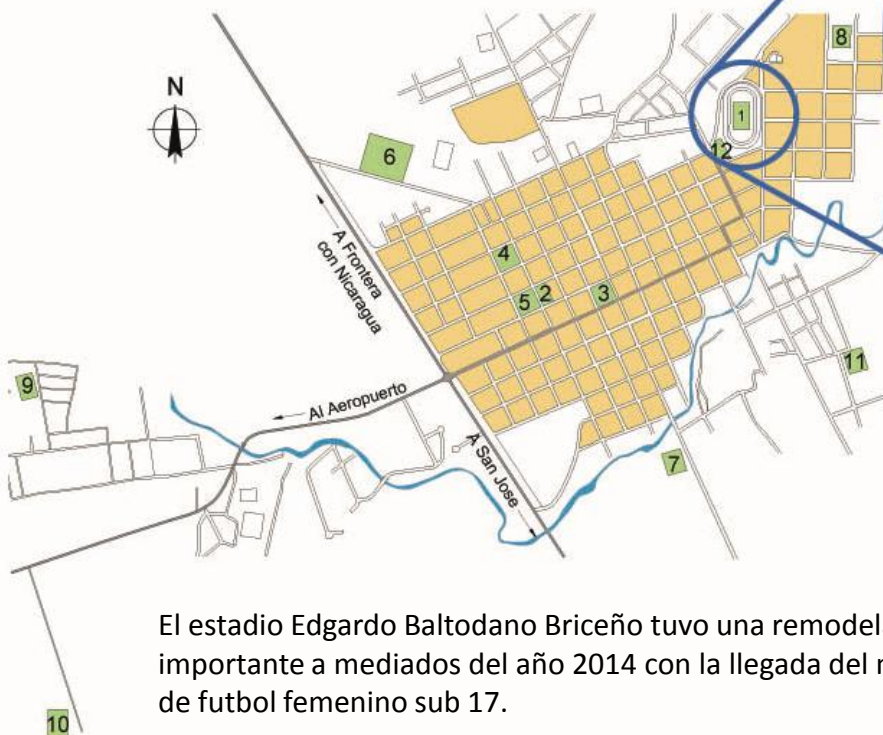 N
8
1
12
6
A Frontera
con Nicaragua
4
5
2
3
11
9
Al Aeropuerto
A San Jose
7
El estadio Edgardo Baltodano Briceño tuvo una
importante a mediados del año 2014 con la llegada del
de futbol femenino sub 17.
10